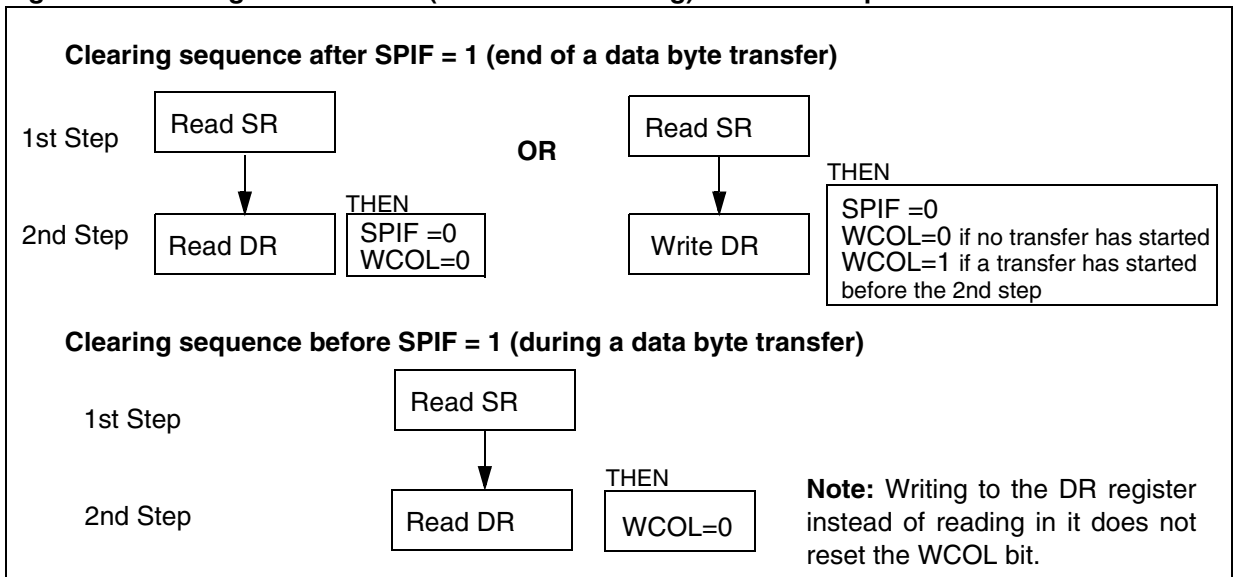 Clearing sequence after SPIF = 1 (end of a data byte transfer)
1st Step
Read SR
OR
Read SR
2nd Step
Read DR
THEN
SPIF =0
WCOL=0
Write DR
THEN
SPIF =0
WCOL=0 if no transfer has started
WCOL=1 if a transfer has started
before the 2nd step
Clearing sequence before SPIF = 1 (during a data byte transfer)
1st Step
Read SR
2nd Step
Read DR
THEN
WCOL=0
Note: Writing to the DR register
instead of reading in it does not
reset the WCOL bit.